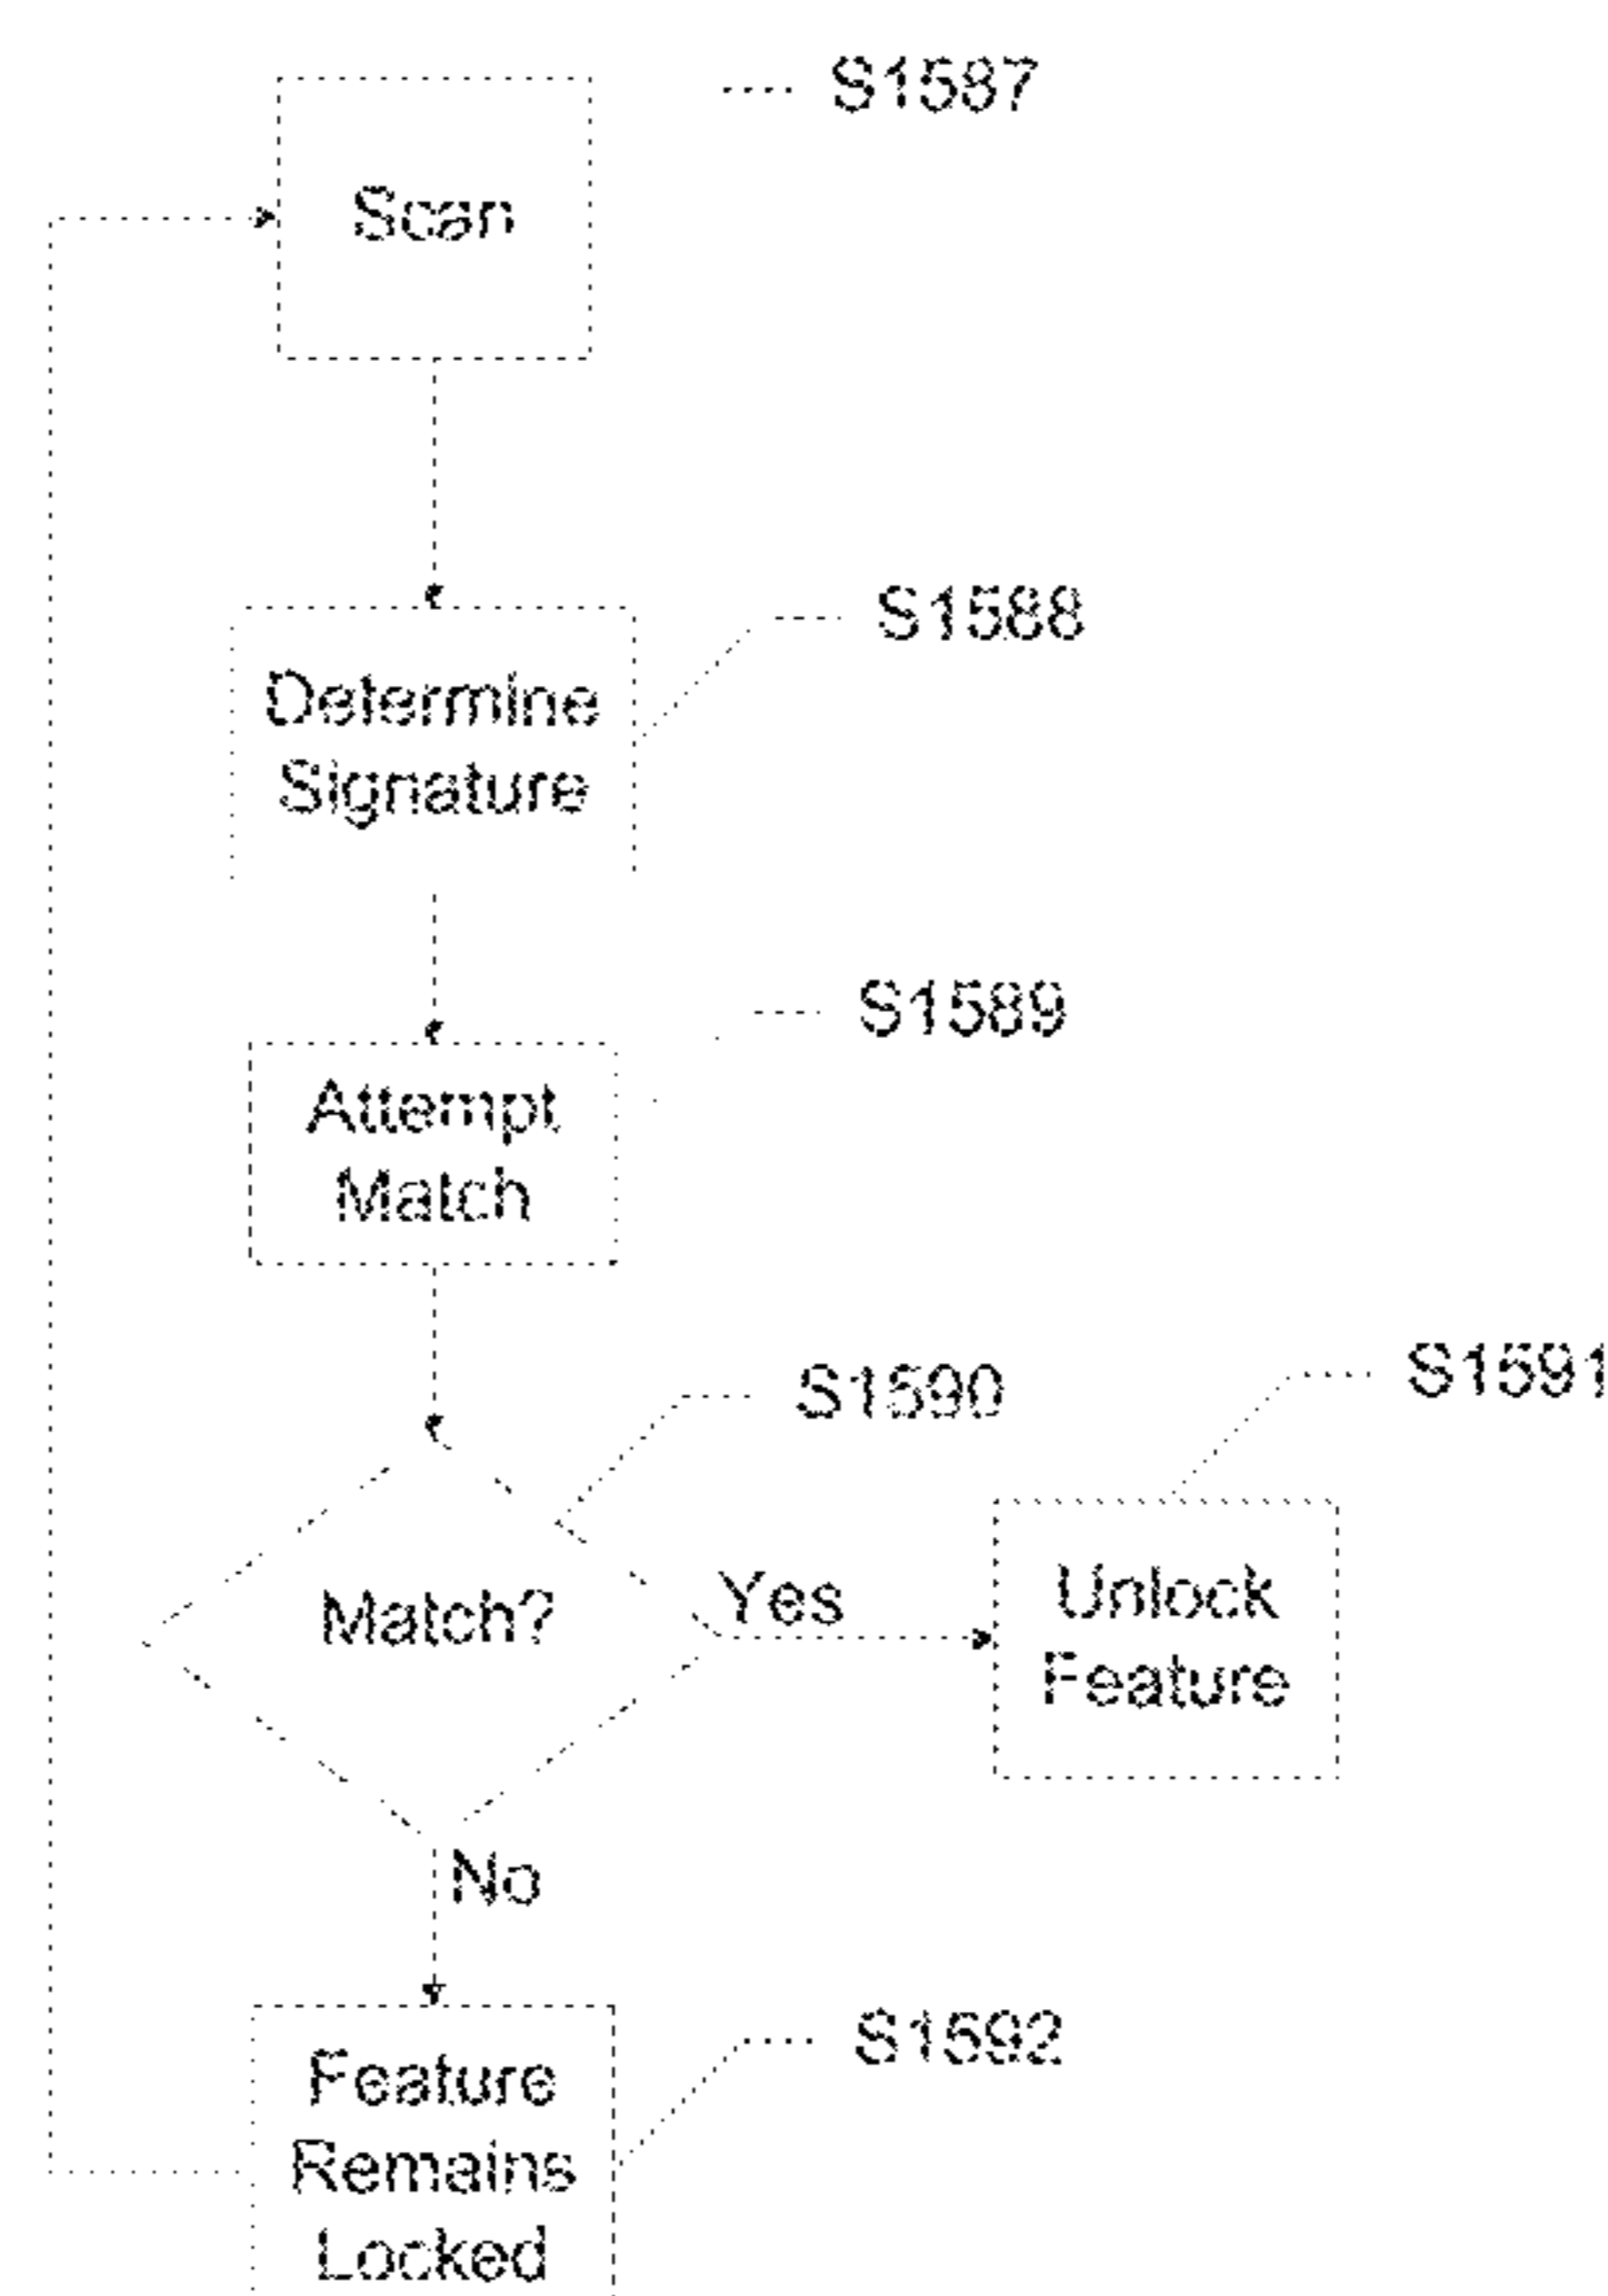 S1587
Scan
S1588
Determine
Signature
S1589
Attempt
Match
S1590
S1591
Match?
Yes
Unlock
Feature
No
S1592
Feature
Remains
Locked